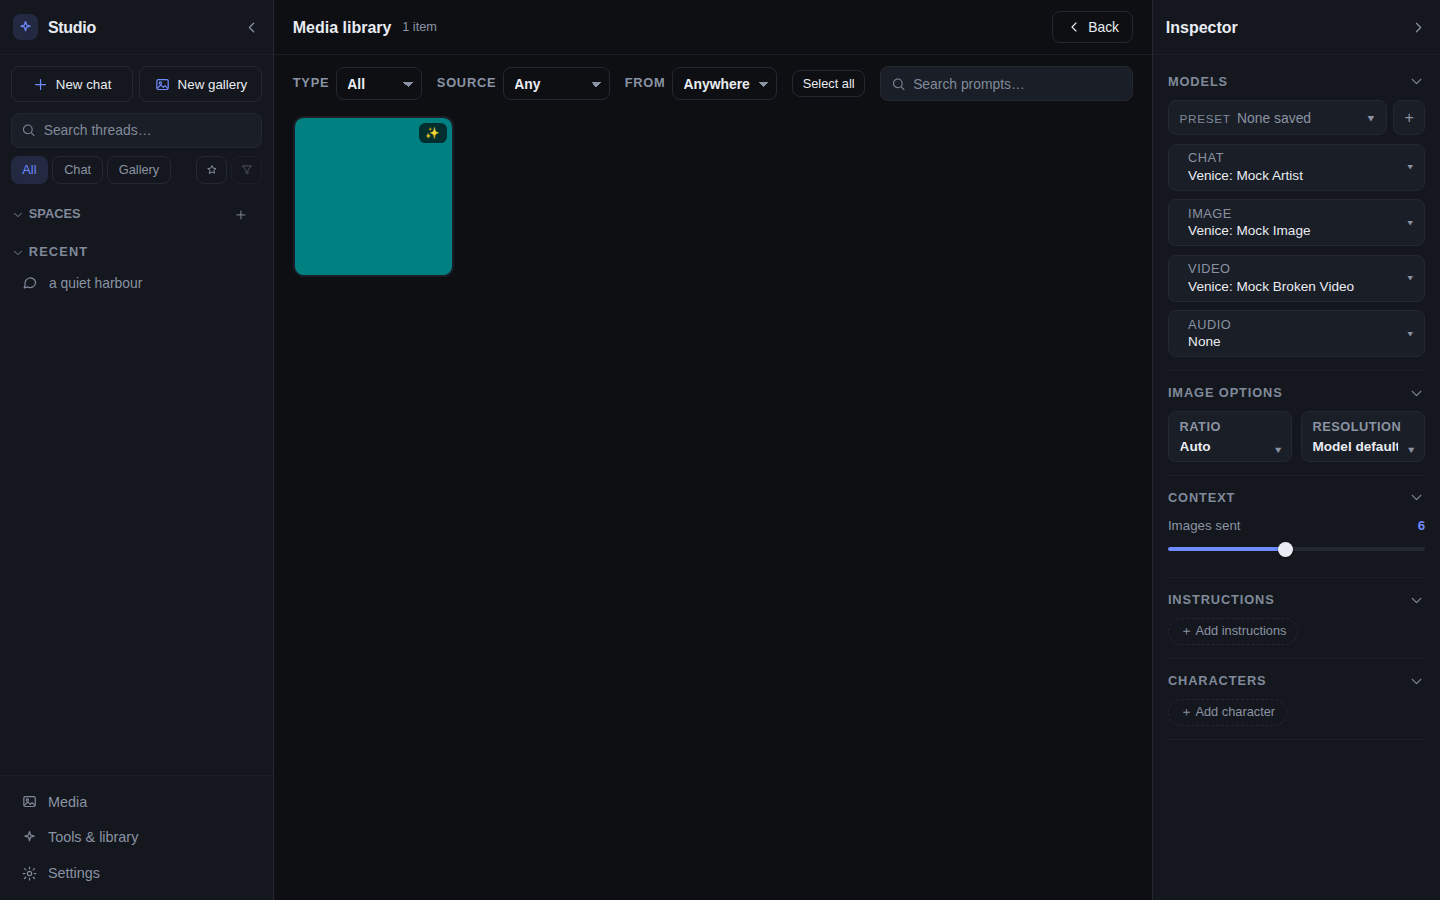 Studio
New chat
New gallery
Search threads…
All
Chat
Gallery
SPACES
RECENT
a quiet harbour
Media
Tools & library
Settings
Media library
1 item
Back
TYPE
All
SOURCE
Any
FROM
Anywhere
Select all
Search prompts…
Inspector
MODELS
PRESET None saved
+
CHAT
Venice: Mock Artist
IMAGE
Venice: Mock Image
VIDEO
Venice: Mock Broken Video
AUDIO
None
IMAGE OPTIONS
RATIO
Auto
RESOLUTION
Model default
CONTEXT
Images sent
6
INSTRUCTIONS
+ Add instructions
CHARACTERS
+ Add character